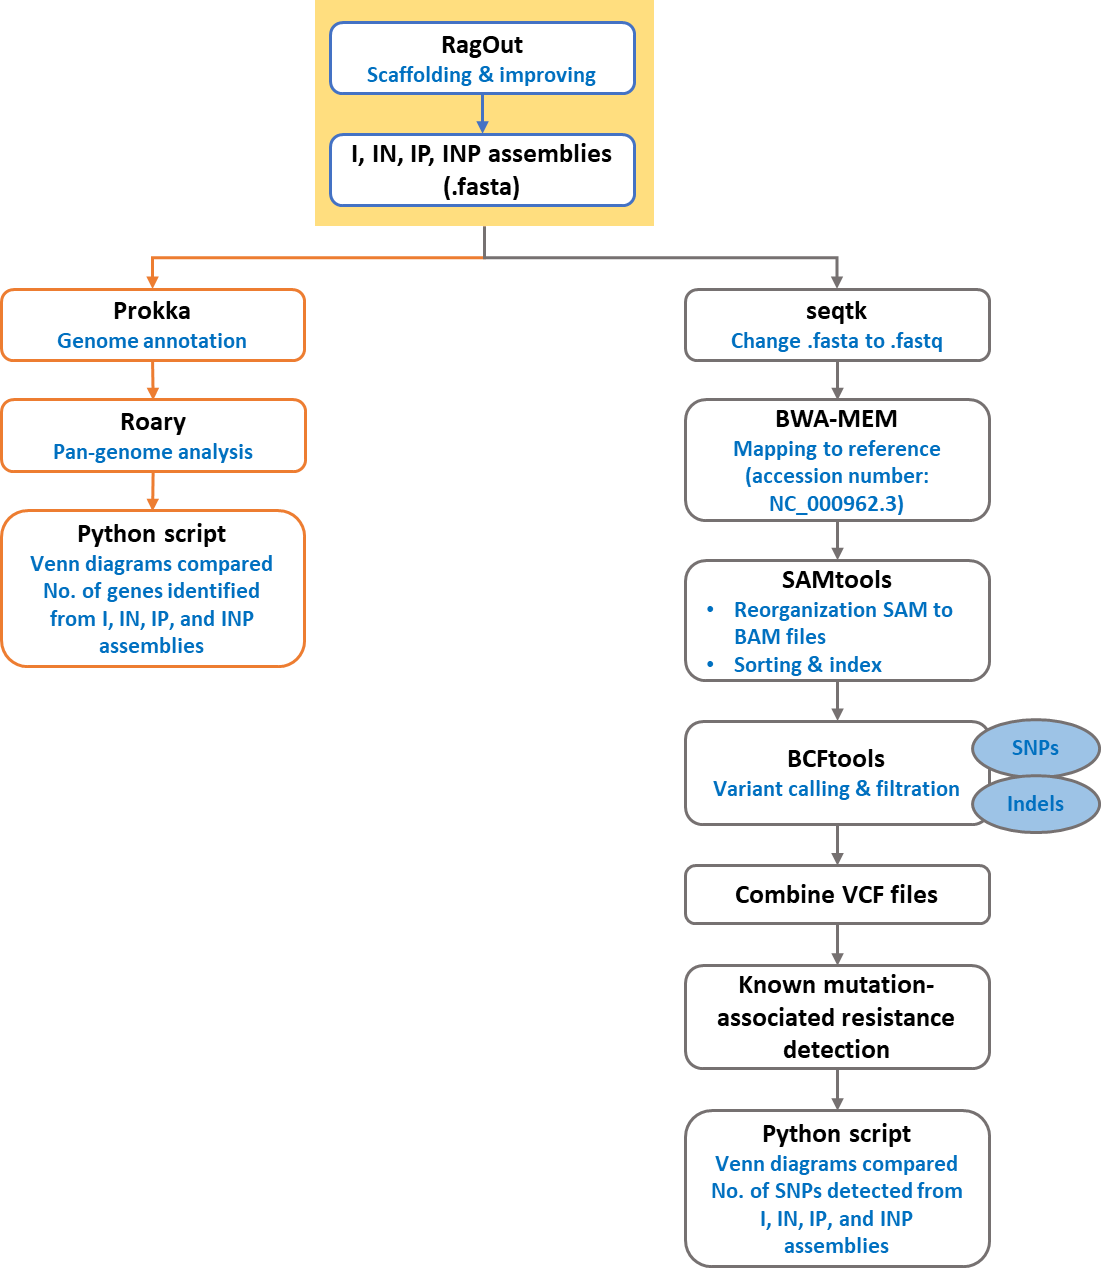 RagOut
Scaffolding & improving
I, IN, IP, INP assemblies
(.fasta)
Prokka
Genome annotation
Roary
Pan-genome analysis
Python script
Venn diagrams compared
No. of genes identified
from I, IN, IP, and INP
assemblies
seqtk
Change .fasta to .fastq
BWA-MEM
Mapping to reference
(accession number:
NC_000962.3)
SAMtools
• Reorganization SAM to
BAM files
• Sorting & index
BCFtools
Variant calling & filtration
SNPs
Indels
Combine VCF files
Known mutation-
associated resistance
detection
Python script
Venn diagrams compared
No. of SNPs detected from
I, IN, IP, and INP
assemblies